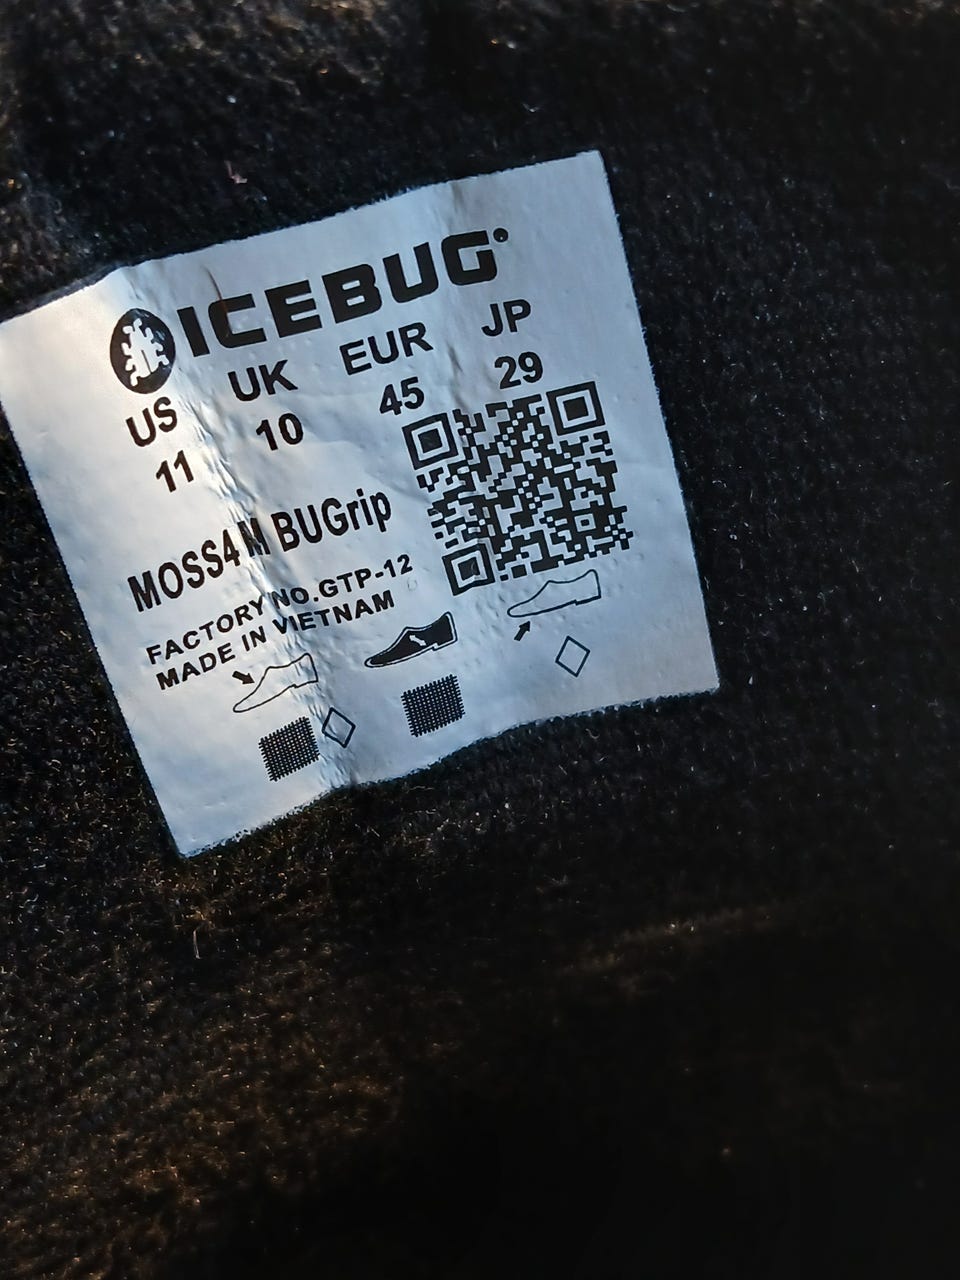 ICEBUG®
US UK EUR JP
11 10 45 29
MOSS4 M BUGrip
FACTORY NO.GTP-12
MADE IN VIETNAM